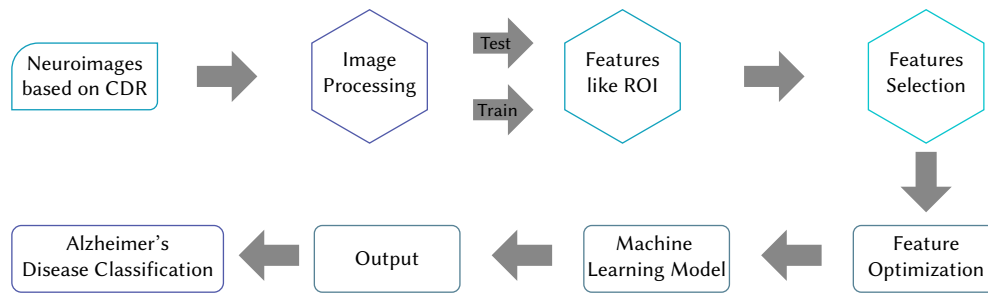 Neuroimages
based on CDR
Image
Processing
Test
Train
Features
like ROI
Features
Selection
Feature
Optimization
Machine
Learning Model
Output
Alzheimer's
Disease Classification